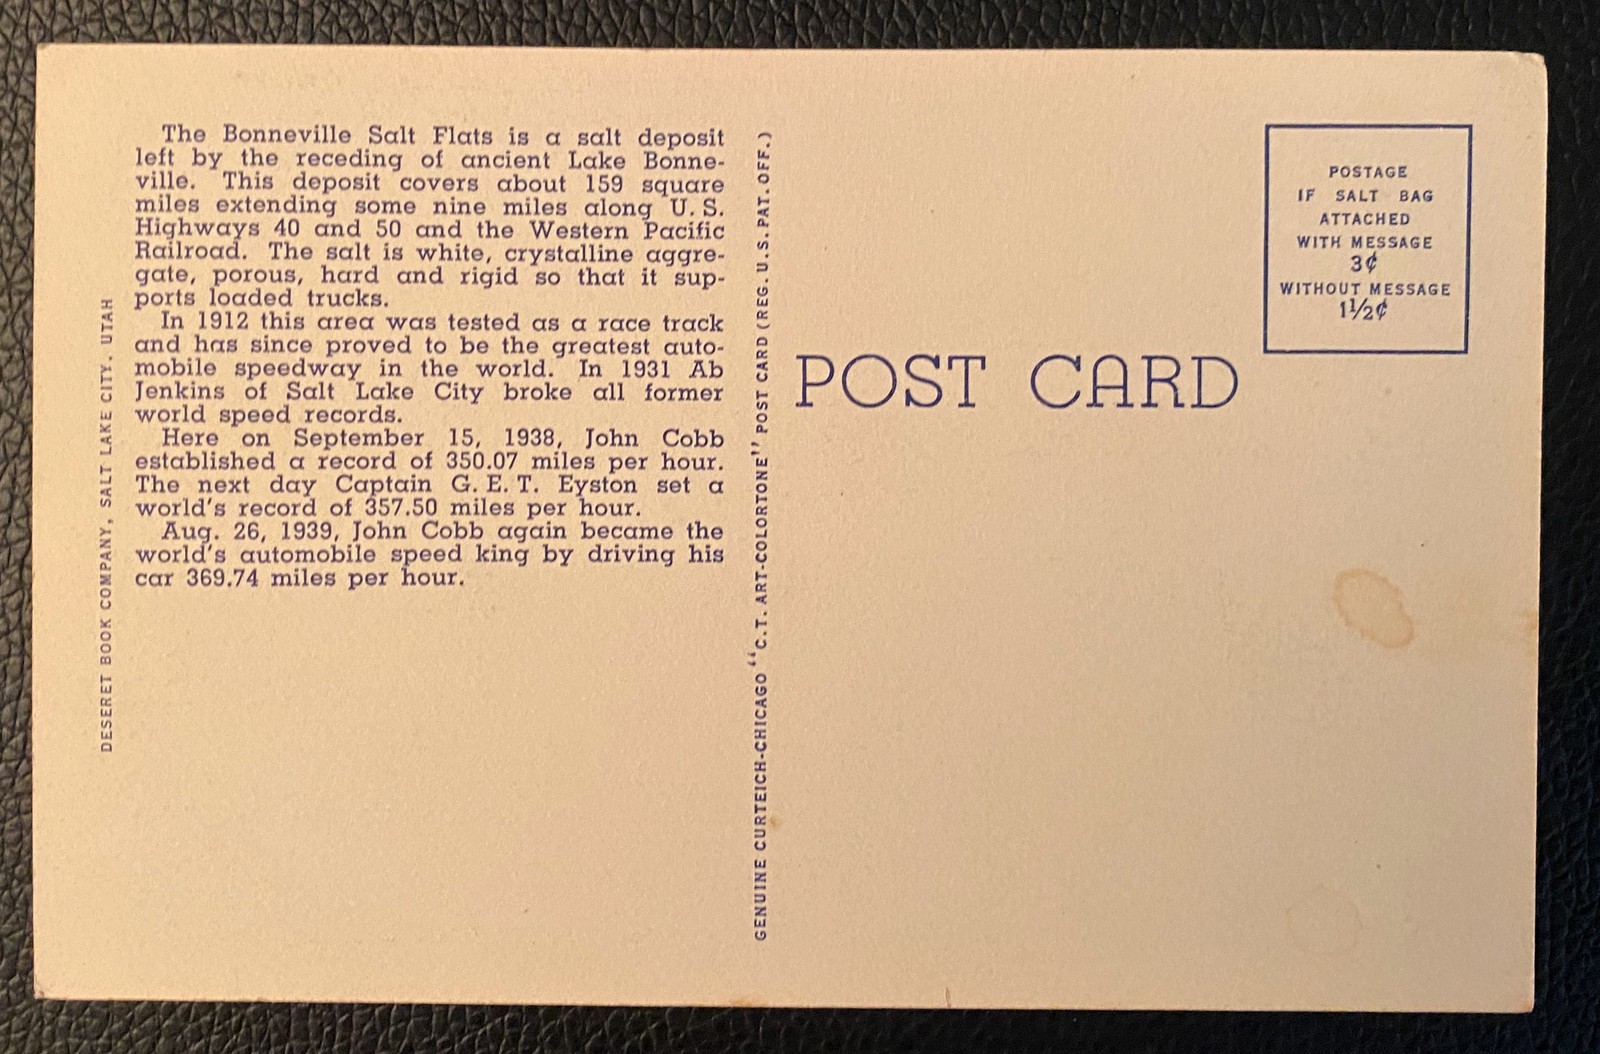 The Bonneville Salt Flats is a salt deposit
left by the receding of ancient Lake Bonne-
ville. This deposit covers about 159 square
miles extending some nine miles along U. S.
Highways 40 and 50 and the Western Pacific
Railroad. The salt is white, crystalline aggre-
gate, porous, hard and rigid so that it sup-
ports loaded trucks.
In 1912 this area was tested as a race track
and has since proved to be the greatest auto-
mobile speedway in the world. In 1931 Ab
Jenkins of Salt Lake City broke all former
world speed records.
Here on September 15, 1938, John Cobb
established a record of 350.07 miles per hour.
The next day Captain G. E. T. Eyston set a
world's record of 357.50 miles per hour.
Aug. 26, 1939, John Cobb again became the
world's automobile speed king by driving his
car 369.74 miles per hour.
DESERET BOOK COMPANY, SALT LAKE CITY, UTAH
GENUINE CURTEICH-CHICAGO "C.T. ART-COLORTONE" POST CARD (REG. U.S. PAT. OFF.)
POST CARD
POSTAGE
IF SALT BAG
ATTACHED
WITH MESSAGE
3¢
WITHOUT MESSAGE
1½¢